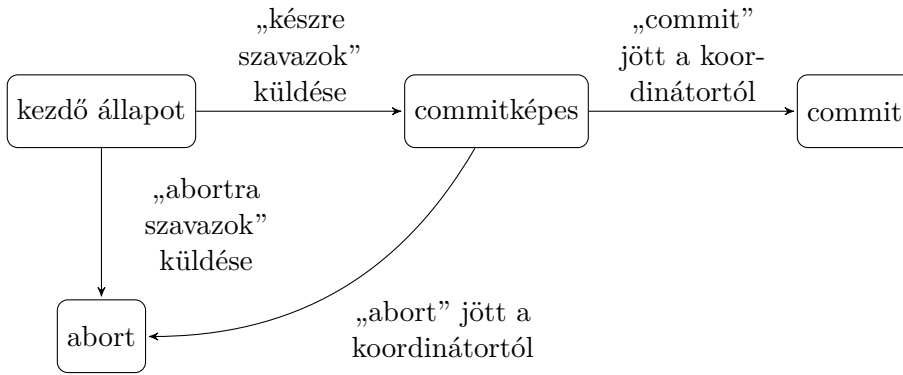 „készre
szavazok”
küldése
„commit”
jött a koor-
dinátortól
kezdő állapot
commitképes
commit
„abortra
szavazok”
küldése
abort
„abort” jött a
koordinátortól